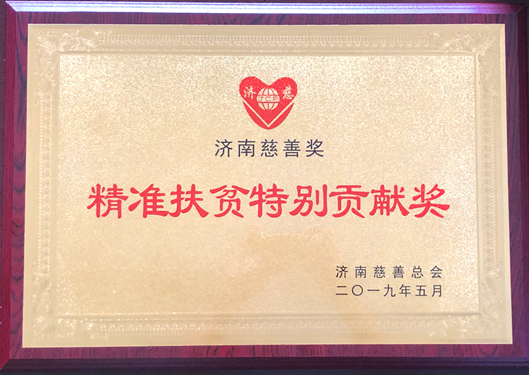 济 慈
JCF
济南慈善奖
精准扶贫特别贡献奖
济南慈善总会
二〇一九年五月